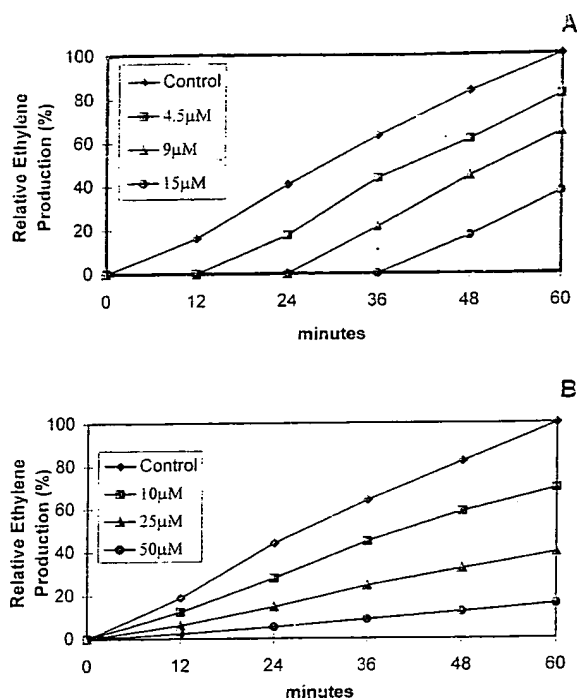 A
Relative Ethylene
Production (%)
100
80
60
40
20
0
Control
4.5µM
9µM
15µM
0 12 24 36 48 60
minutes
B
Relative Ethylene
Production (%)
100
80
60
40
20
0
Control
10µM
25µM
50µM
0 12 24 36 48 60
minutes